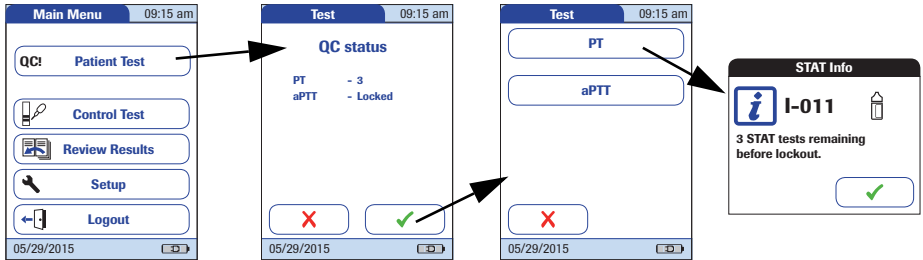 Main Menu 09:15 am
QC! Patient Test
Control Test
Review Results
Setup
Logout
05/29/2015
Test 09:15 am
QC status
PT - 3
aPTT - Locked
05/29/2015
Test 09:15 am
PT
aPTT
05/29/2015
STAT Info
i I-011
3 STAT tests remaining
before lockout.